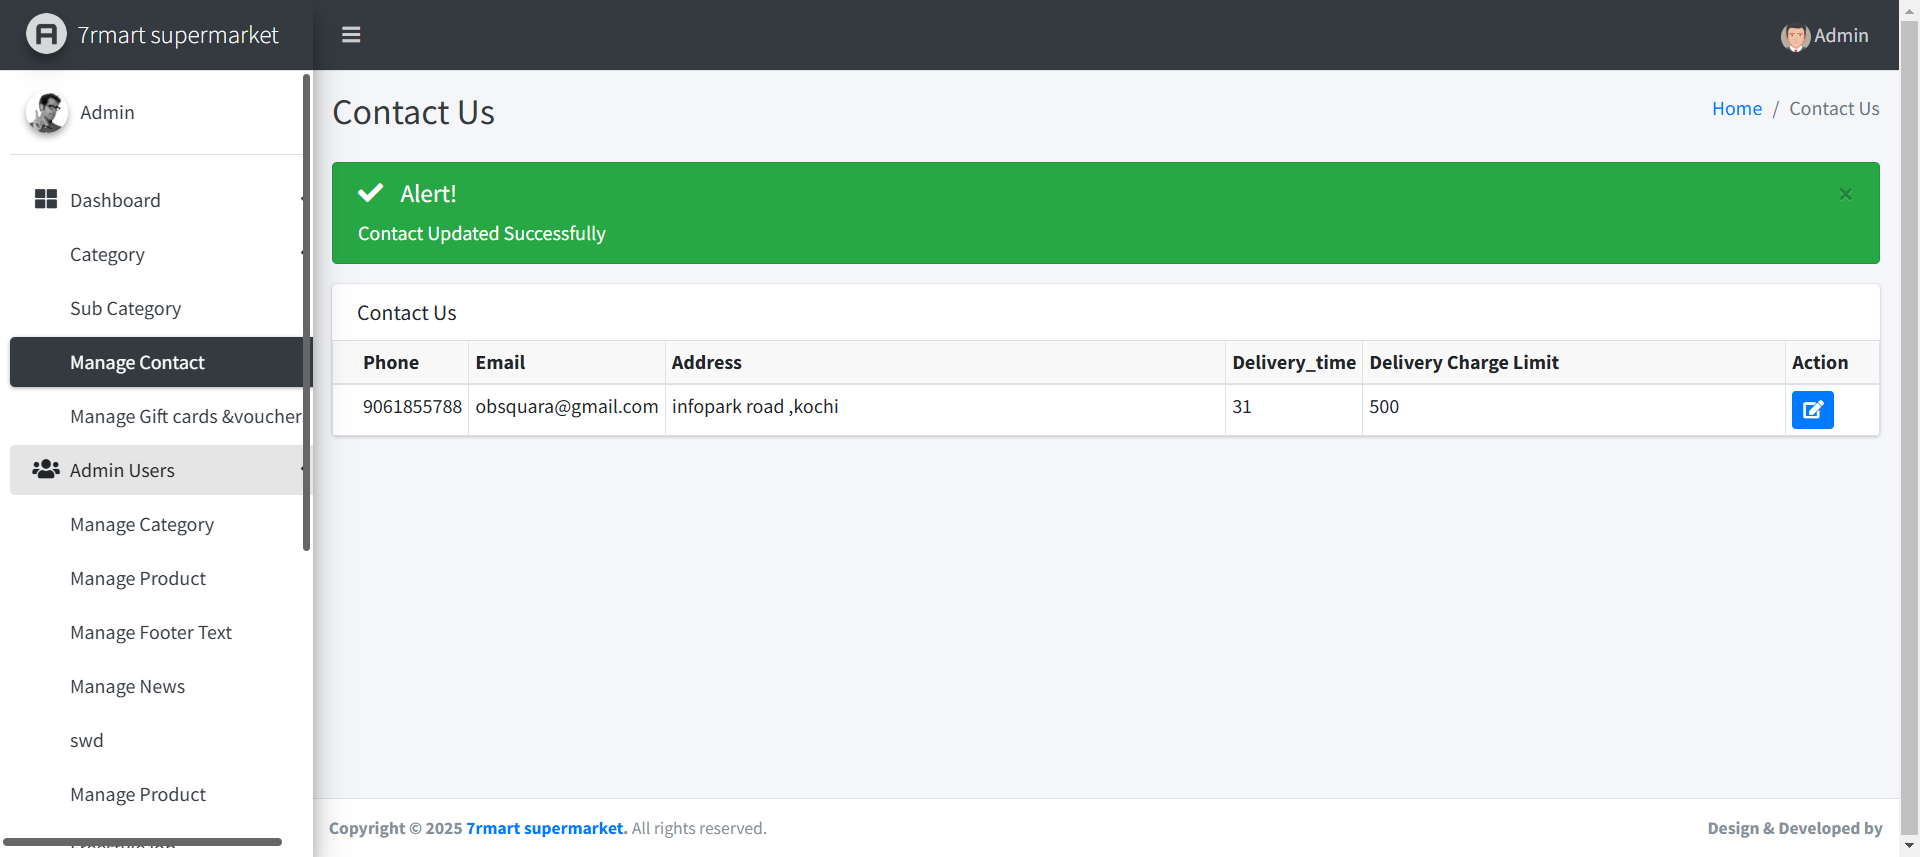 7rmart supermarket
Admin
Admin
Dashboard
Category
Sub Category
Manage Contact
Manage Gift cards &voucher
Admin Users
Manage Category
Manage Product
Manage Footer Text
Manage News
swd
Manage Product
Contact Us
Home / Contact Us
Alert!
×
Contact Updated Successfully
Contact Us
Phone Email Address Delivery_time Delivery Charge Limit Action
9061855788 obsquara@gmail.com infopark road ,kochi 31 500
Copyright © 2025 7rmart supermarket. All rights reserved.
Design & Developed by